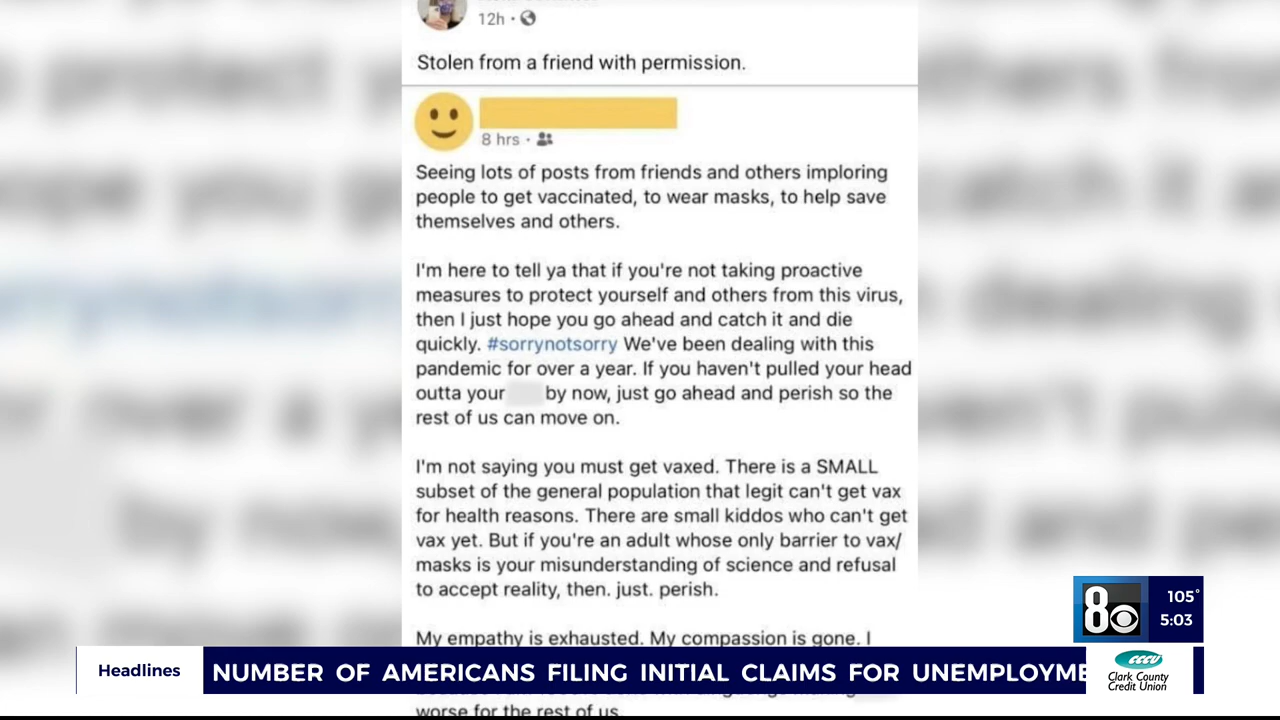 12h
Stolen from a friend with permission.
8 hrs
Seeing lots of posts from friends and others imploring
people to get vaccinated, to wear masks, to help save
themselves and others.
I'm here to tell ya that if you're not taking proactive
measures to protect yourself and others from this virus,
then I just hope you go ahead and catch it and die
quickly. #sorrynotsorry We've been dealing with this
pandemic for over a year. If you haven't pulled your head
outta your by now, just go ahead and perish so the
rest of us can move on.
I'm not saying you must get vaxed. There is a SMALL
subset of the general population that legit can't get vax
for health reasons. There are small kiddos who can't get
vax yet. But if you're an adult whose only barrier to vax/
masks is your misunderstanding of science and refusal
to accept reality, then. just. perish.
My empathy is exhausted. My compassion is gone. I
worse for the rest of us.
8
105°
5:03
Headlines
NUMBER OF AMERICANS FILING INITIAL CLAIMS FOR UNEMPLOYME
CCCU
Clark County
Credit Union